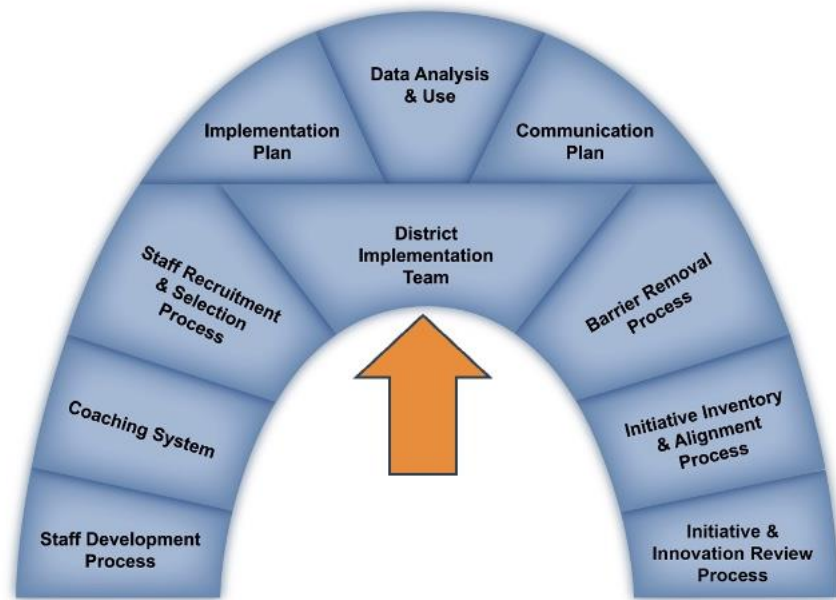 Data Analysis
& Use
Implementation
Plan
Communication
Plan
District
Implementation
Team
Staff Recruitment
& Selection
Process
Barrier Removal
Process
Coaching System
Initiative Inventory
& Alignment
Process
Staff Development
Process
Initiative &
Innovation Review
Process